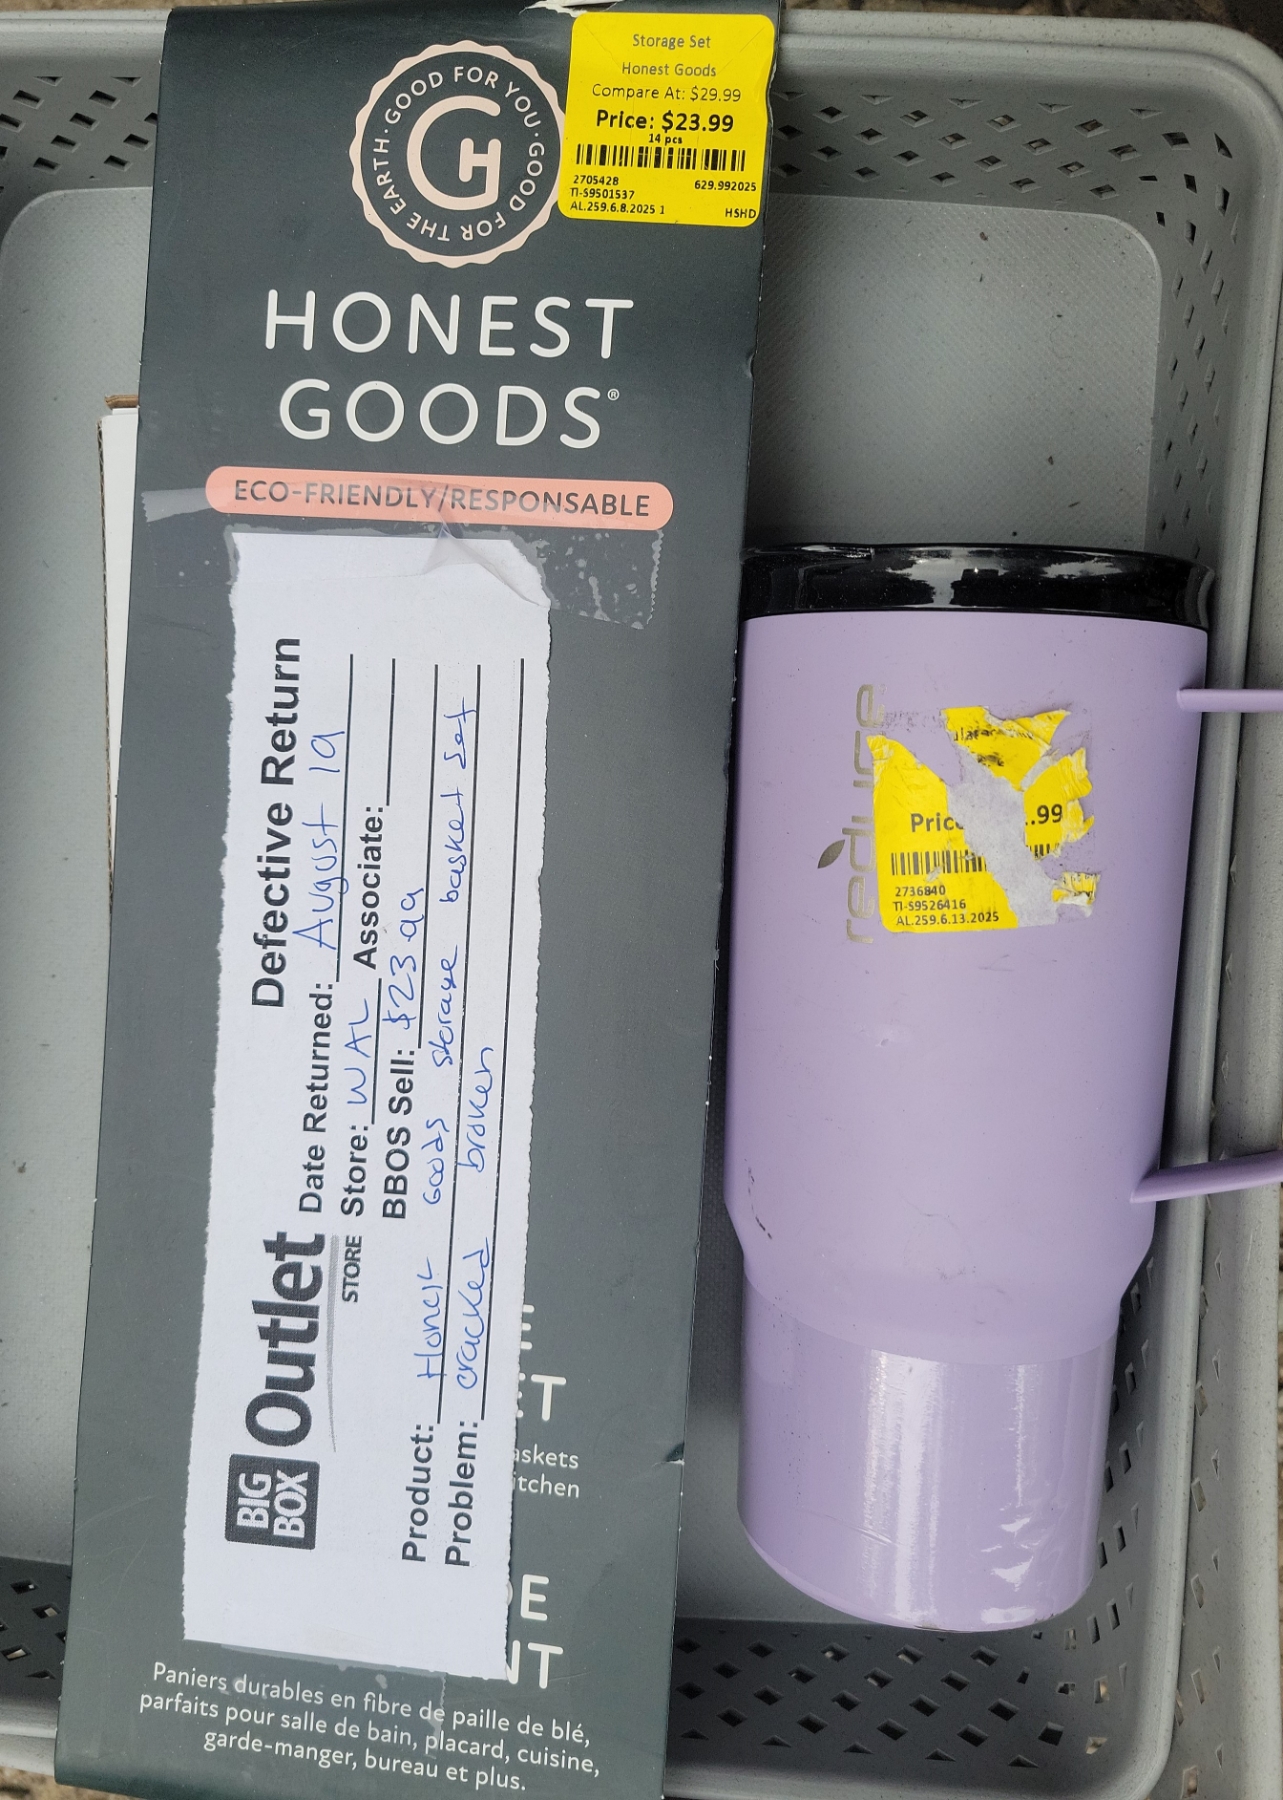 Storage Set
Honest Goods
Compare At: $29.99
Price: $23.99
14 pcs
2705428 629.992025
TI-S9501537
AL.259.6.8.2025 1 HSHD
GOOD FOR YOU · GOOD FOR THE EARTH ·
GH
HONEST
GOODS®
ECO-FRIENDLY/RESPONSABLE
BIG
BOX
Outlet
STORE
Defective Return
Date Returned: August 19
Store: WAL Associate:
BBOS Sell: $23.99
Product: Honest Goods storage basket set
Problem: cracked broken
T
askets
itchen
DE
NT
Paniers durables en fibre de paille de blé,
parfaits pour salle de bain, placard, cuisine,
garde-manger, bureau et plus.
reduce
Price .99
2736840
TI-S9526416
AL.259.6.13.2025